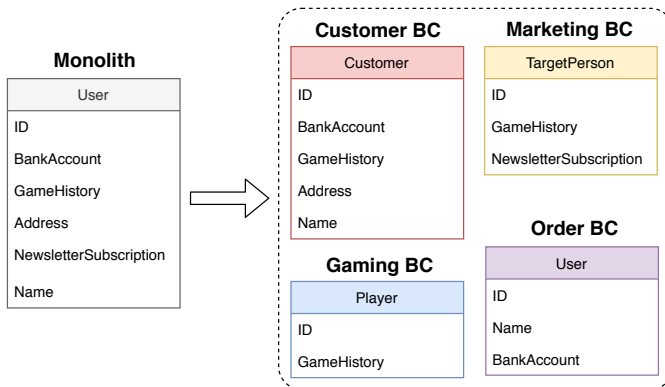 Monolith
User
ID
BankAccount
GameHistory
Address
NewsletterSubscription
Name
Customer BC
Customer
ID
BankAccount
GameHistory
Address
Name
Marketing BC
TargetPerson
ID
GameHistory
NewsletterSubscription
Gaming BC
Player
ID
GameHistory
Order BC
User
ID
Name
BankAccount